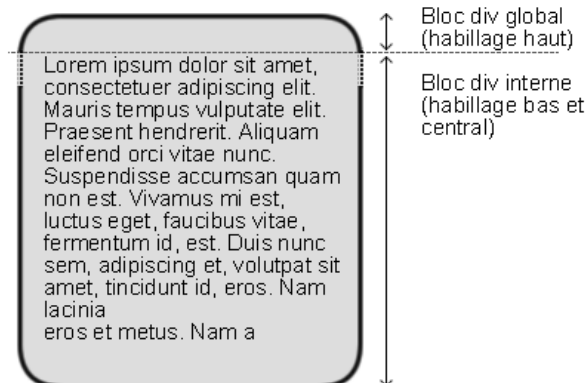 Bloc div global
(habillage haut)
Lorem ipsum dolor sit amet,
consectetuer adipiscing elit.
Mauris tempus vulputate elit.
Praesent hendrerit. Aliquam
eleifend orci vitae nunc.
Suspendisse accumsan quam
non est. Vivamus mi est,
luctus eget, faucibus vitae,
fermentum id, est. Duis nunc
sem, adipiscing et, volutpat sit
amet, tincidunt id, eros. Nam
lacinia
eros et metus. Nam a
Bloc div interne
(habillage bas et
central)